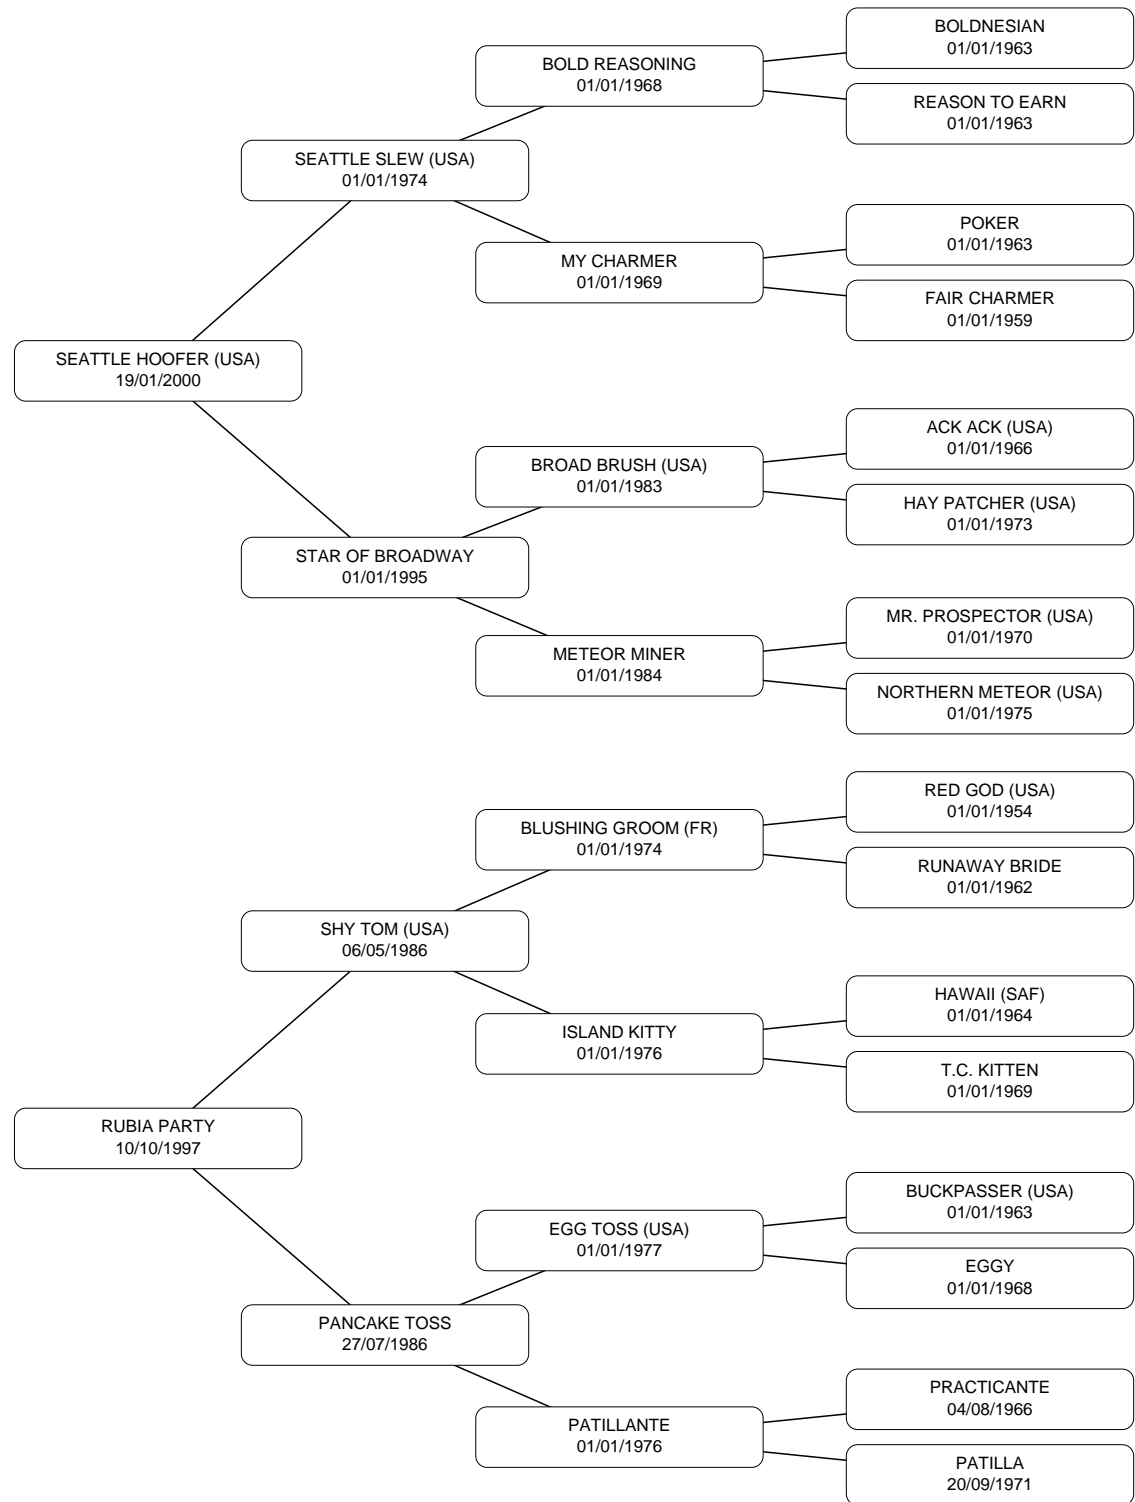 BOLDNESIAN
01/01/1963
BOLD REASONING
01/01/1968
REASON TO EARN
01/01/1963
SEATTLE SLEW (USA)
01/01/1974
POKER
01/01/1963
MY CHARMER
01/01/1969
FAIR CHARMER
01/01/1959
SEATTLE HOOFER (USA)
19/01/2000
ACK ACK (USA)
01/01/1966
BROAD BRUSH (USA)
01/01/1983
HAY PATCHER (USA)
01/01/1973
STAR OF BROADWAY
01/01/1995
MR. PROSPECTOR (USA)
01/01/1970
METEOR MINER
01/01/1984
NORTHERN METEOR (USA)
01/01/1975
RED GOD (USA)
01/01/1954
BLUSHING GROOM (FR)
01/01/1974
RUNAWAY BRIDE
01/01/1962
SHY TOM (USA)
06/05/1986
HAWAII (SAF)
01/01/1964
ISLAND KITTY
01/01/1976
T.C. KITTEN
01/01/1969
RUBIA PARTY
10/10/1997
BUCKPASSER (USA)
01/01/1963
EGG TOSS (USA)
01/01/1977
EGGY
01/01/1968
PANCAKE TOSS
27/07/1986
PRACTICANTE
04/08/1966
PATILLANTE
01/01/1976
PATILLA
20/09/1971